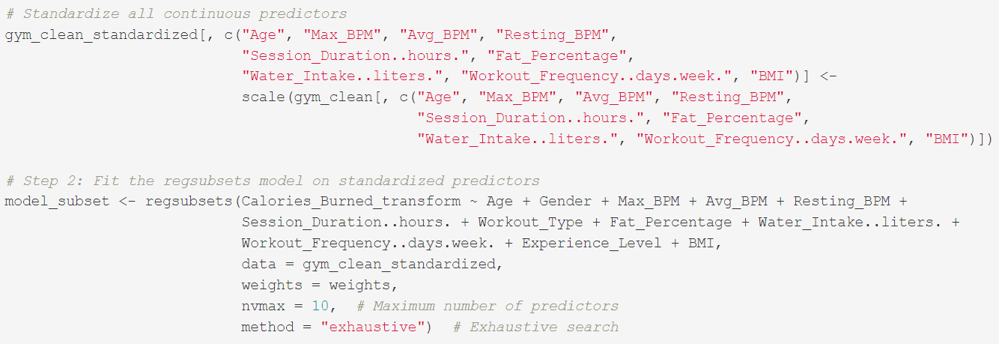 # Standardize all continuous predictors
gym_clean_standardized[, c("Age", "Max_BPM", "Avg_BPM", "Resting_BPM",
"Session_Duration..hours.", "Fat_Percentage",
"Water_Intake..liters.", "Workout_Frequency..days.week.", "BMI")] <-
scale(gym_clean[, c("Age", "Max_BPM", "Avg_BPM", "Resting_BPM",
"Session_Duration..hours.", "Fat_Percentage",
"Water_Intake..liters.", "Workout_Frequency..days.week.", "BMI")])
# Step 2: Fit the regsubsets model on standardized predictors
model_subset <- regsubsets(Calories_Burned_transform ~ Age + Gender + Max_BPM + Avg_BPM + Resting_BPM +
Session_Duration..hours. + Workout_Type + Fat_Percentage + Water_Intake..liters. +
Workout_Frequency..days.week. + Experience_Level + BMI,
data = gym_clean_standardized,
weights = weights,
nvmax = 10,  # Maximum number of predictors
method = "exhaustive")  # Exhaustive search